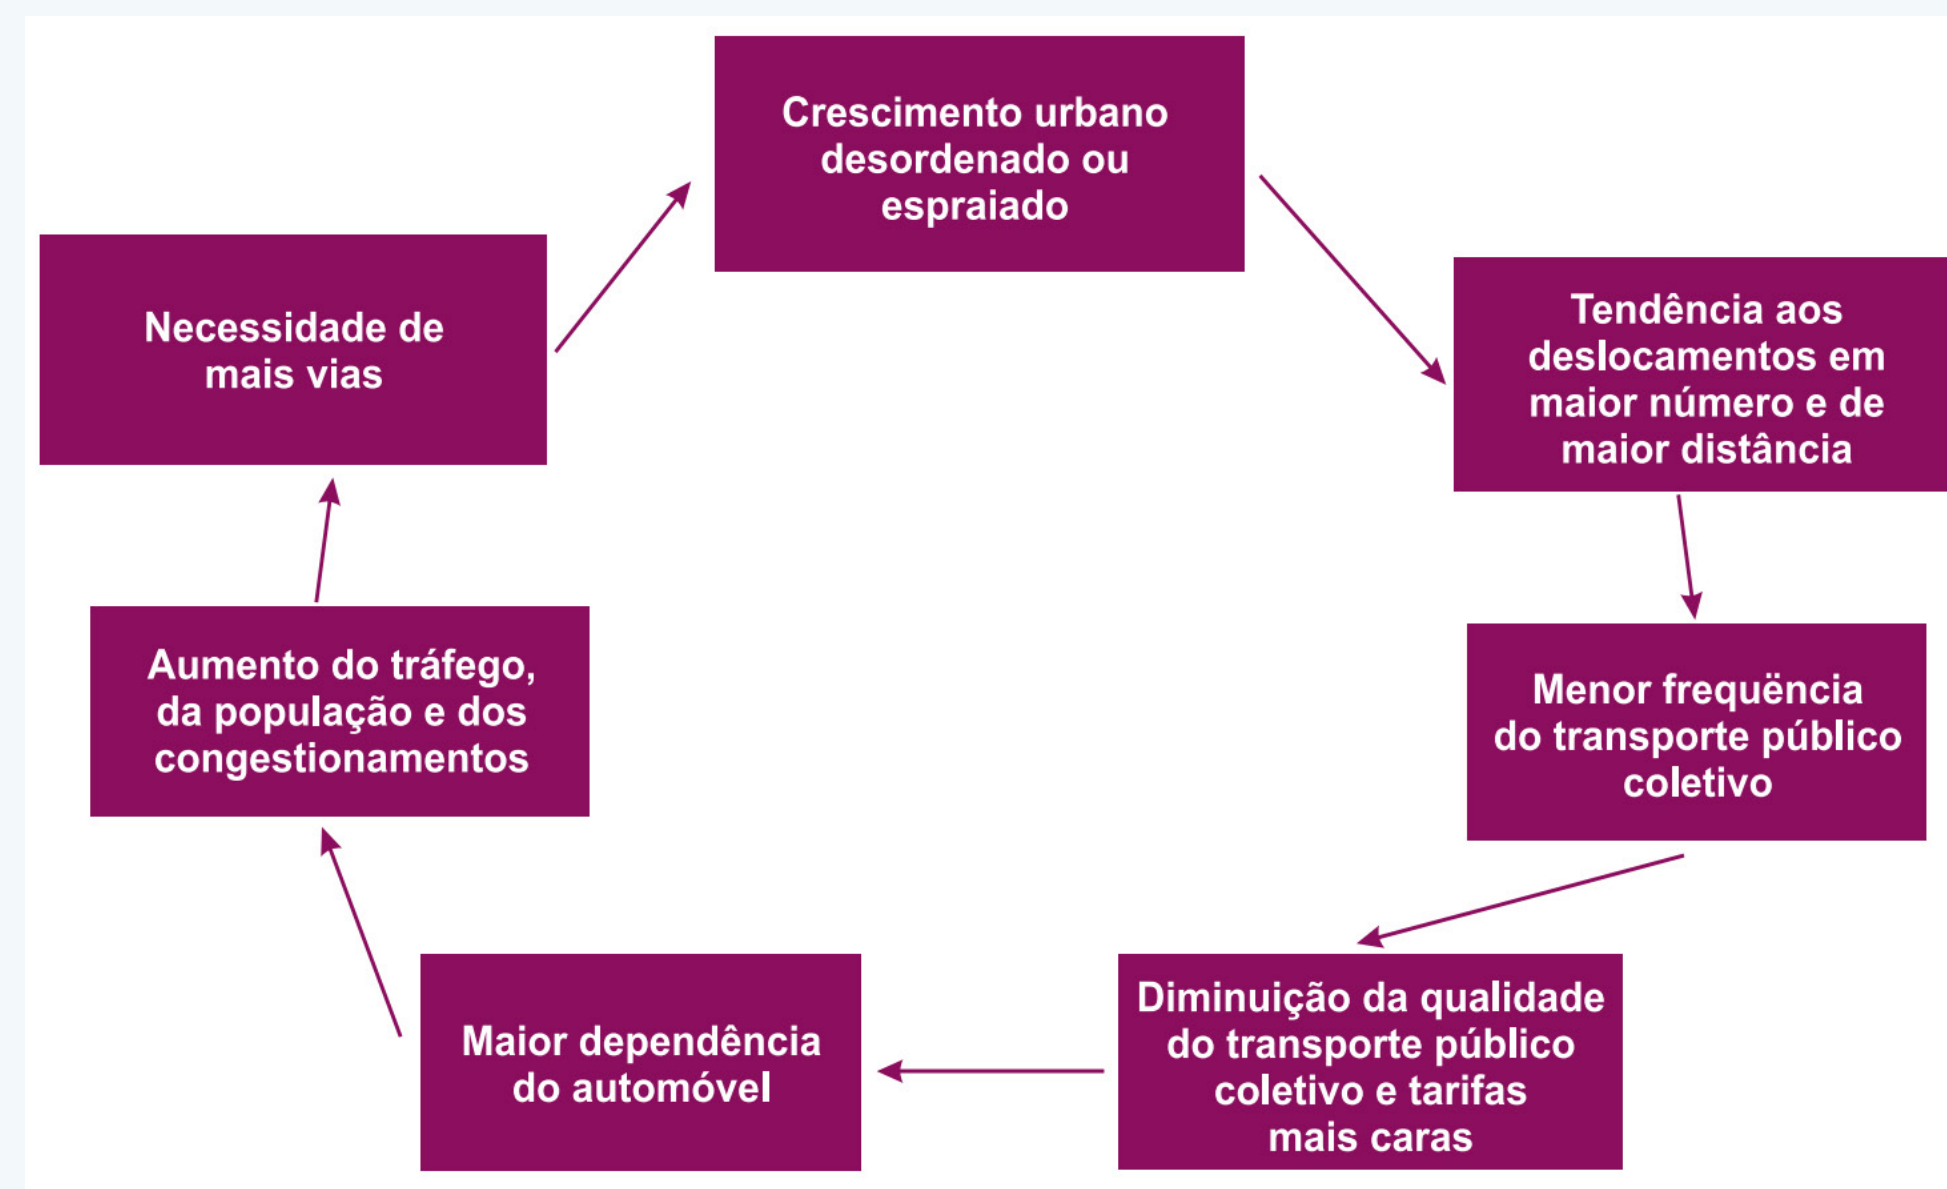 Crescimento urbano
desordenado ou
espraiado
Tendência aos
deslocamentos em
maior número e de
maior distância
Menor frequëncia
do transporte público
coletivo
Diminuição da qualidade
do transporte público
coletivo e tarifas
mais caras
Maior dependência
do automóvel
Aumento do tráfego,
da população e dos
congestionamentos
Necessidade de
mais vias